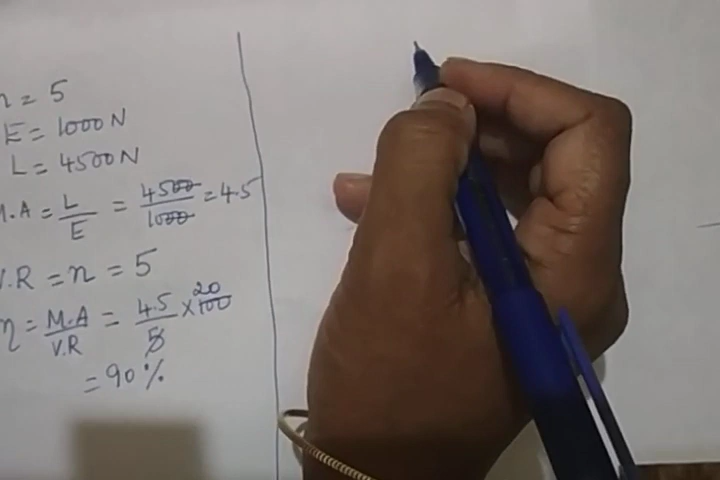 n = 5
E = 1000 N
L = 4500 N
M.A = L/E = 4500/1000 = 4.5
V.R = n = 5
η = M.A/V.R = 4.5/5 × 20 100
= 90 %